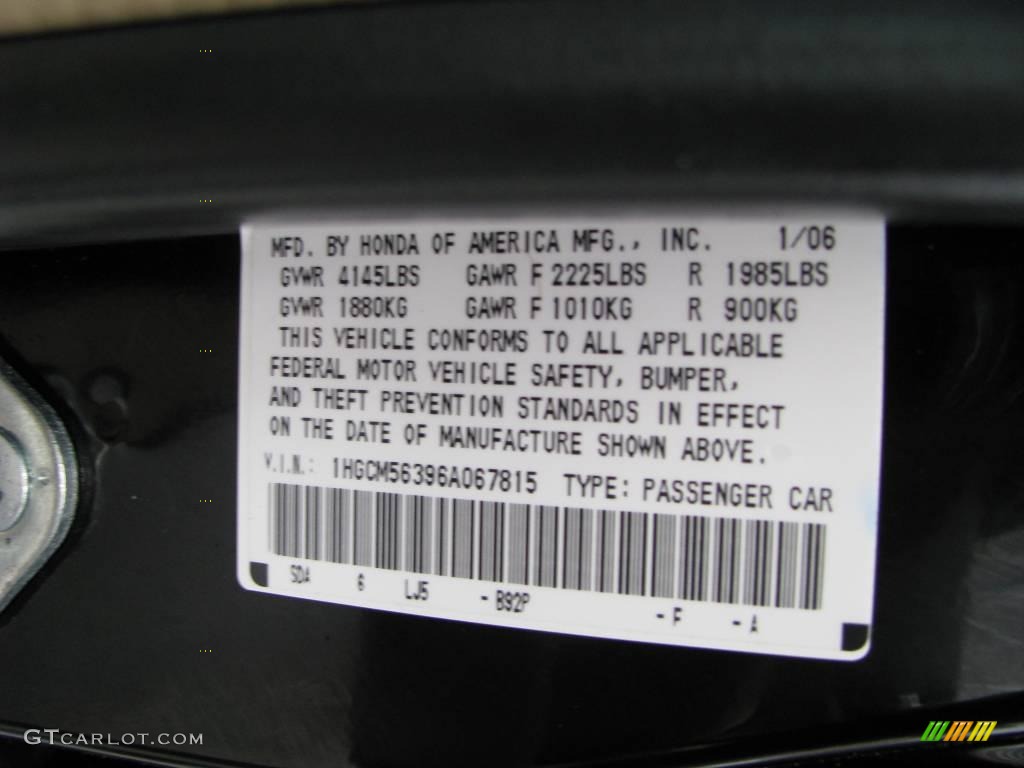 MFD. BY HONDA OF AMERICA MFG., INC. 1/06
GVWR 4145LBS GAWR F 2225LBS R 1985LBS
GVWR 1880KG GAWR F 1010KG R 900KG
THIS VEHICLE CONFORMS TO ALL APPLICABLE
FEDERAL MOTOR VEHICLE SAFETY, BUMPER,
AND THEFT PREVENTION STANDARDS IN EFFECT
ON THE DATE OF MANUFACTURE SHOWN ABOVE.
V.I.N.: 1HGCM56396A067815 TYPE: PASSENGER CAR
SDA 6 LJ5 - B92P - F - A
GTCARLOT.COM